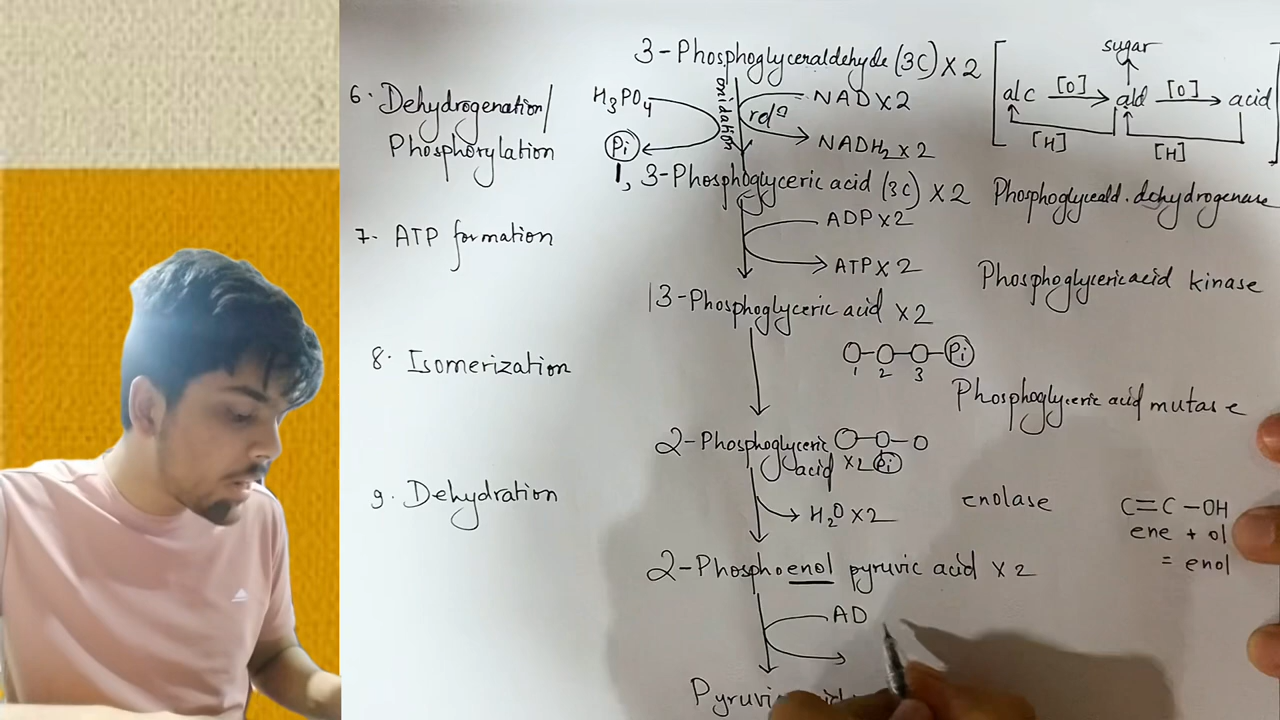 3-Phosphoglyceraldehyde (3C) X 2
sugar
6. Dehydrogenation/
Phosphorylation
H₃PO₄
Pi
oxidation
NAD X 2
redⁿ
NADH₂ X 2
alc [O] ald [O] acid
[H] [H]
1, 3-Phosphoglyceric acid (3C) X 2
Phosphoglyceald. dehydrogenase
7. ATP formation
ADP X 2
ATP X 2
Phosphoglyceric acid kinase
3-Phosphoglyceric acid X 2
8. Isomerization
O-O-O-Pi
1 2 3
Phosphoglyceric acid mutase
2-Phosphoglyceric
acid X 2
O-O-O
Pi
9. Dehydration
H₂O X 2
enolase
C=C-OH
ene + ol
= enol
2-Phosphoenol pyruvic acid X 2
AD